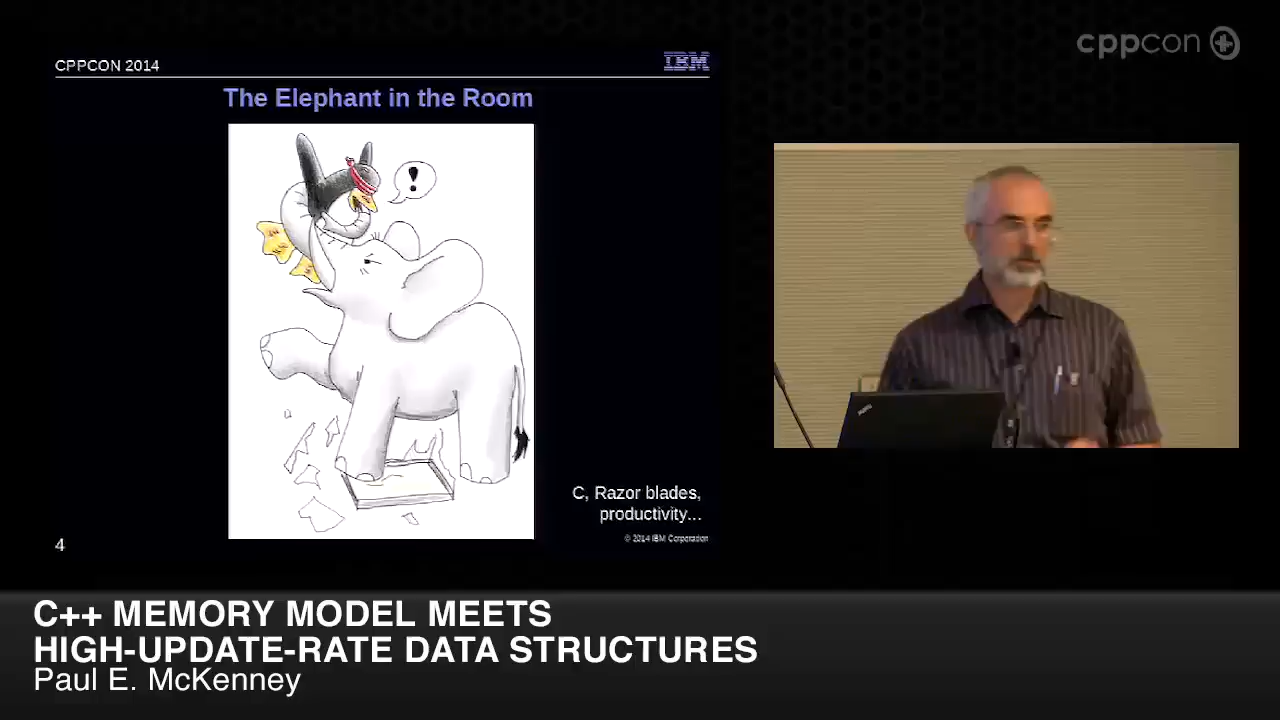 cppcon
CPPCON 2014
IBM
The Elephant in the Room
!
C, Razor blades,
productivity...
© 2014 IBM Corporation
4
C++ MEMORY MODEL MEETS
HIGH-UPDATE-RATE DATA STRUCTURES
Paul E. McKenney